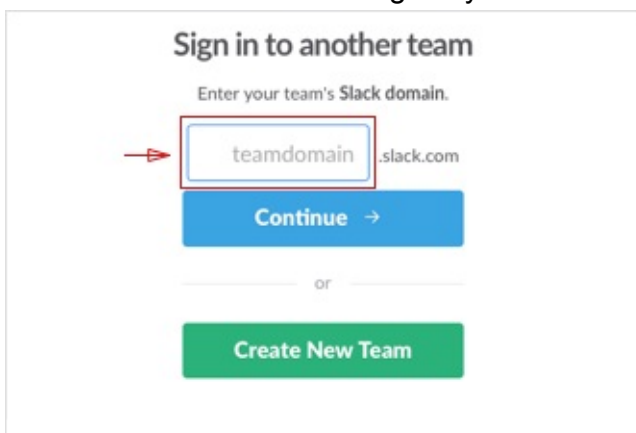 Sign in to another team
Enter your team's Slack domain.
teamdomain .slack.com
Continue →
or
Create New Team